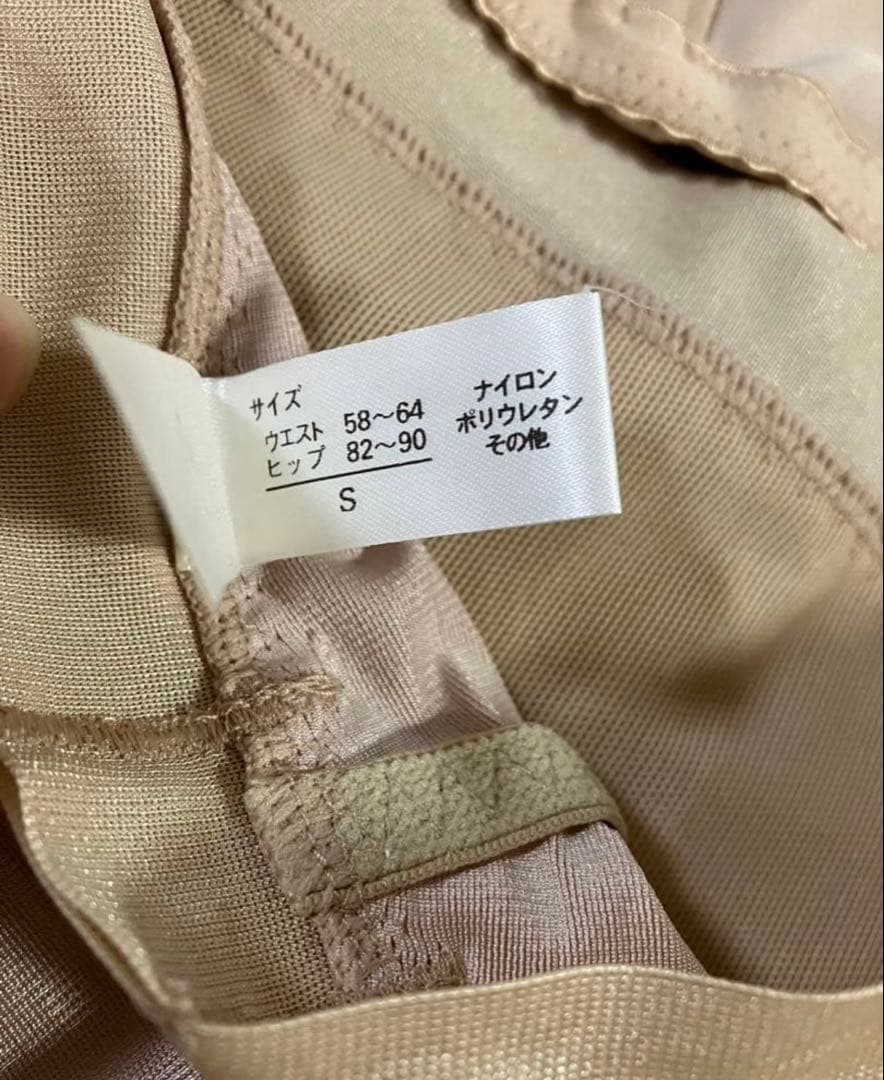 サイズ
ウエスト 58～64
ヒップ 82～90
S
ナイロン
ポリウレタン
その他